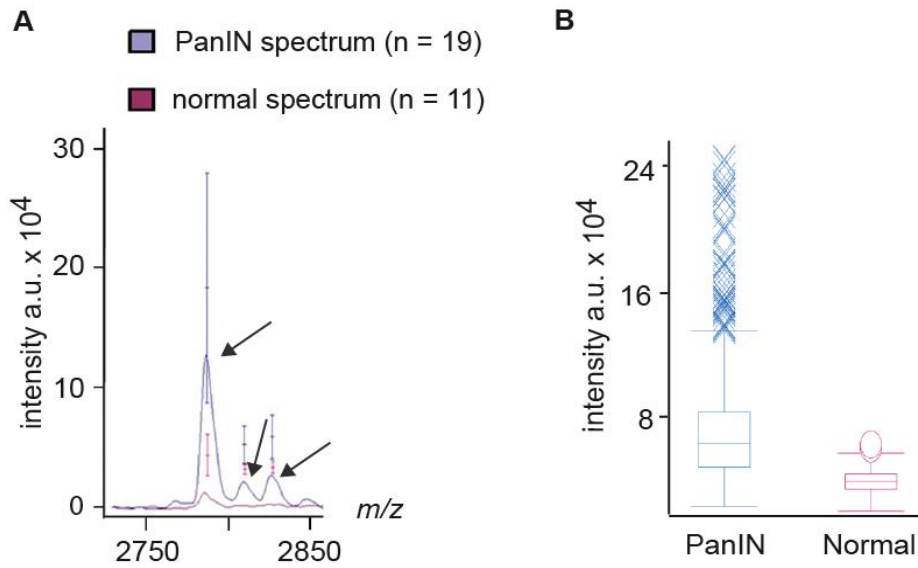 A
PanIN spectrum (n = 19)
normal spectrum (n = 11)
intensity a.u. x 10⁴
30
20
10
0
2750
2850
m/z
B
intensity a.u. x 10⁴
24
16
8
PanIN
Normal